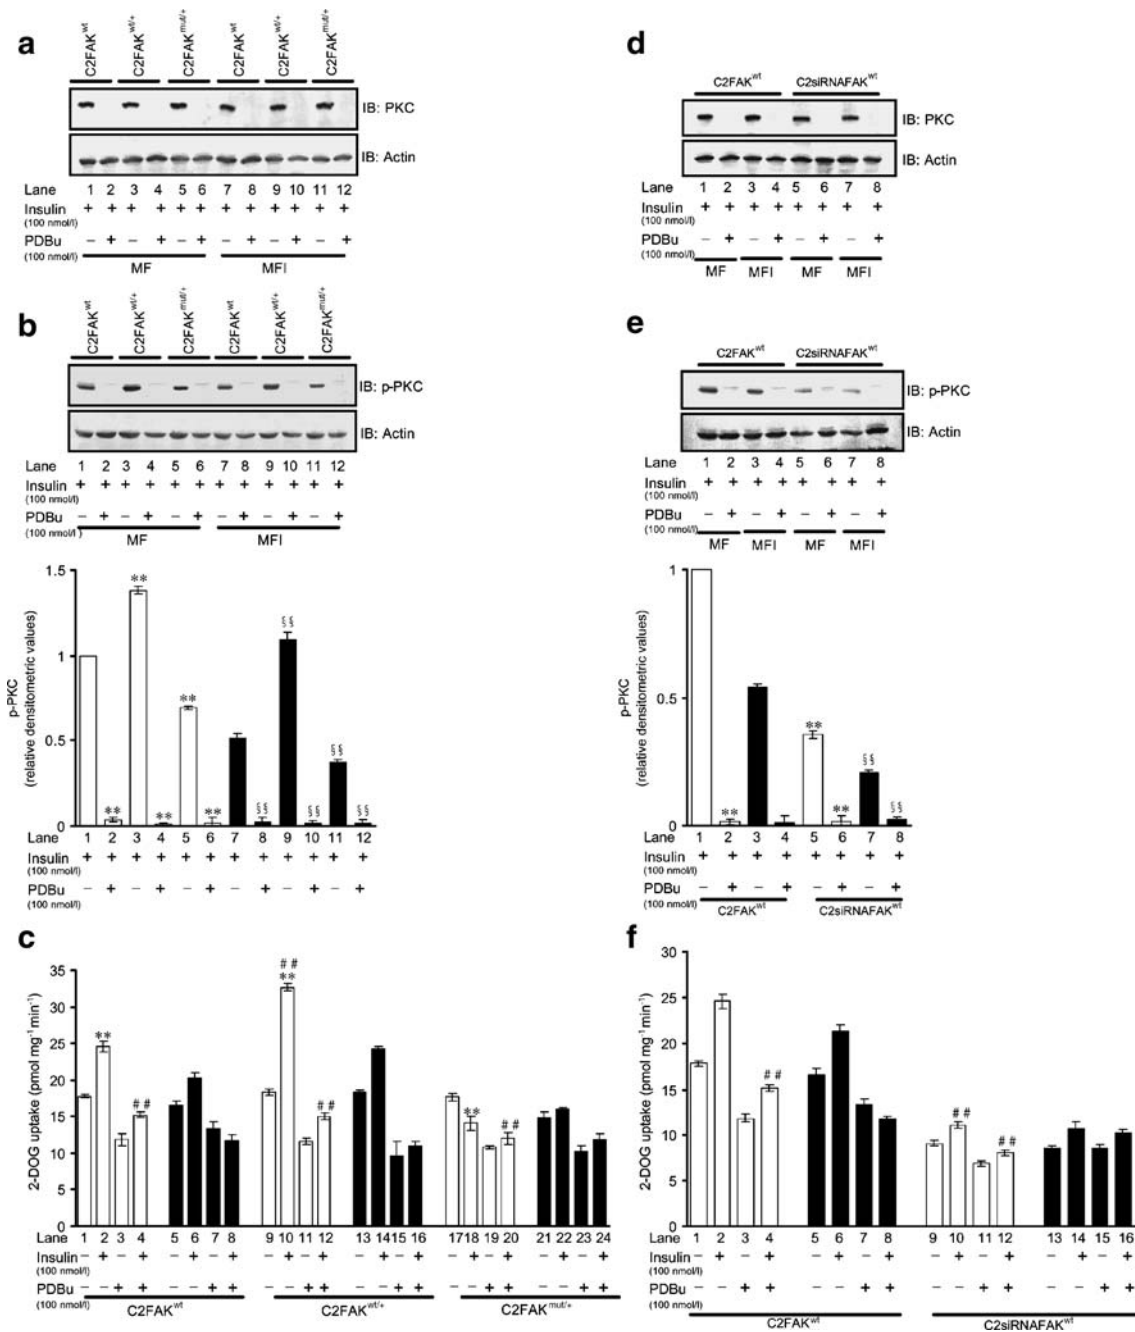 a
C2FAKwt C2FAKwt/+ C2FAKmut/+ C2FAKwt C2FAKwt/+ C2FAKmut/+
IB: PKC
IB: Actin
Lane 1 2 3 4 5 6 7 8 9 10 11 12
Insulin + + + + + + + + + + + +
(100 nmol/l)
PDBu – + – + – + – + – + – +
(100 nmol/l)
MF MFI
b
C2FAKwt C2FAKwt/+ C2FAKmut/+ C2FAKwt C2FAKwt/+ C2FAKmut/+
IB: p-PKC
IB: Actin
Lane 1 2 3 4 5 6 7 8 9 10 11 12
Insulin + + + + + + + + + + + +
(100 nmol/l)
PDBu – + – + – + – + – + – +
(100 nmol/l)
MF MFI
p-PKC
(relative densitometric values)
1.5
1
0.5
0
** ** ** ** ** §§ §§ §§ §§ §§
Lane 1 2 3 4 5 6 7 8 9 10 11 12
Insulin + + + + + + + + + + + +
(100 nmol/l)
PDBu – + – + – + – + – + – +
(100 nmol/l)
c
2-DOG uptake (pmol mg-1 min-1)
35
30
25
20
15
10
5
0
** ## ## ** ## ** ##
Lane 1 2 3 4 5 6 7 8 9 10 11 12 13 14 15 16 17 18 19 20 21 22 23 24
Insulin – + – + – + – + – + – + – + – + – + – + – + – +
(100 nmol/l)
PDBu – – + + – – + + – – + + – – + + – – + + – – + +
(100 nmol/l)
C2FAKwt C2FAKwt/+ C2FAKmut/+
d
C2FAKwt C2siRNAFAKwt
IB: PKC
IB: Actin
Lane 1 2 3 4 5 6 7 8
Insulin + + + + + + + +
(100 nmol/l)
PDBu – + – + – + – +
(100 nmol/l)
MF MFI MF MFI
e
C2FAKwt C2siRNAFAKwt
IB: p-PKC
IB: Actin
Lane 1 2 3 4 5 6 7 8
Insulin + + + + + + + +
(100 nmol/l)
PDBu – + – + – + – +
(100 nmol/l)
MF MFI MF MFI
p-PKC
(relative densitometric values)
1
0.5
0
** ** ** §§ §§
Lane 1 2 3 4 5 6 7 8
Insulin + + + + + + + +
(100 nmol/l)
PDBu – + – + – + – +
(100 nmol/l)
C2FAKwt C2siRNAFAKwt
f
2-DOG uptake (pmol mg-1 min-1)
30
25
20
15
10
5
0
## ## ##
Lane 1 2 3 4 5 6 7 8 9 10 11 12 13 14 15 16
Insulin – + – + – + – + – + – + – + – +
(100 nmol/l)
PDBu – – + + – – + + – – + + – – + +
(100 nmol/l)
C2FAKwt C2siRNAFAKwt